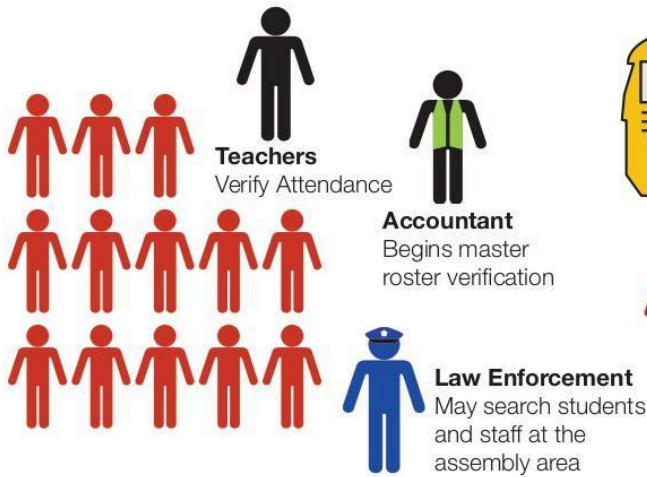 Teachers
Verify Attendance
Accountant
Begins master
roster verification
Law Enforcement
May search students
and staff at the
assembly area